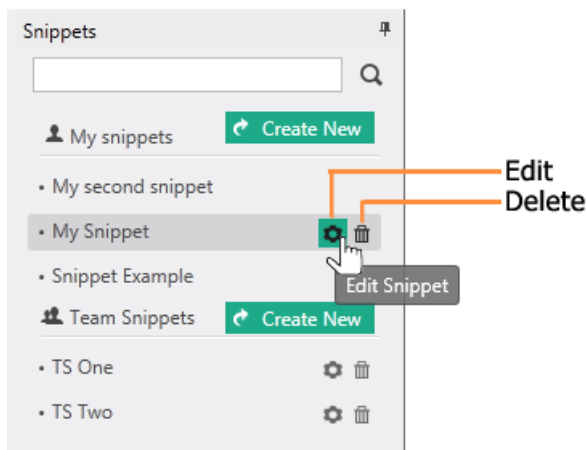 Snippets
My snippets Create New
• My second snippet
• My Snippet
Edit
Delete
Edit Snippet
• Snippet Example
Team Snippets Create New
• TS One
• TS Two